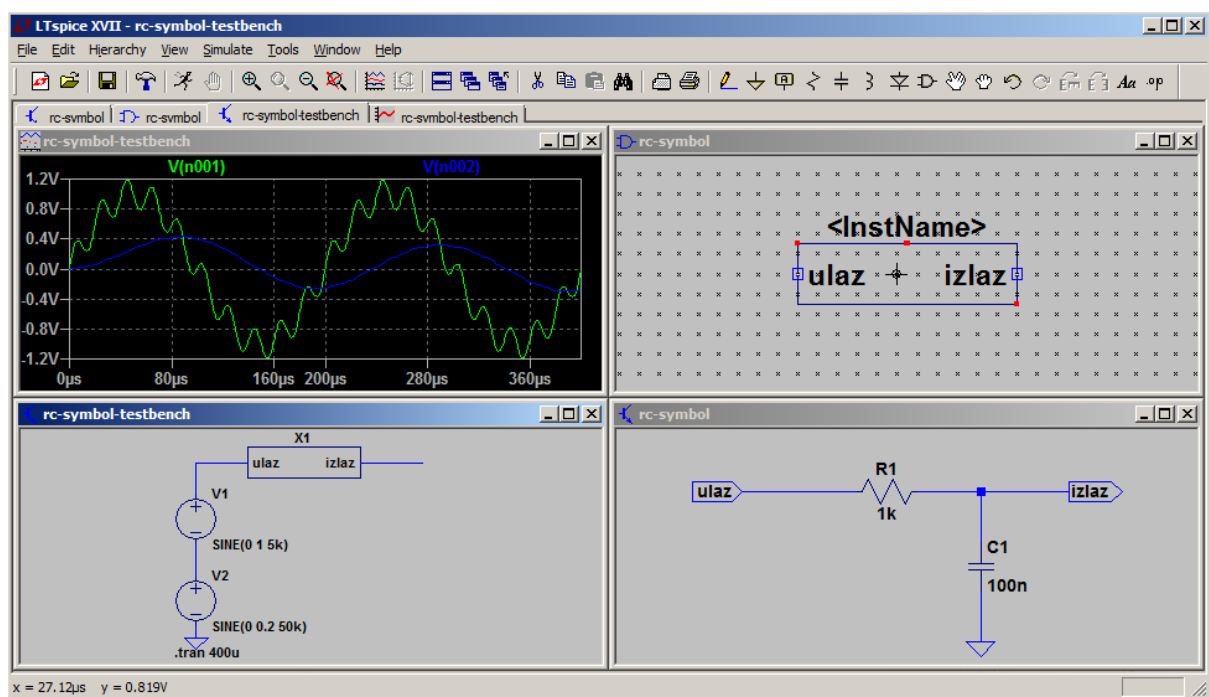 LTspice XVII - rc-symbol-testbench
File Edit Hierarchy View Simulate Tools Window Help
Aa .op
rc-symbol rc-symbol rc-symbol-testbench rc-symbol-testbench
rc-symbol-testbench
V(n001) V(n002)
1.2V
0.8V
0.4V
0.0V
-0.4V
-0.8V
-1.2V
0µs 80µs 160µs 200µs 280µs 360µs
rc-symbol
<InstName>
ulaz izlaz
rc-symbol-testbench
X1
ulaz izlaz
V1
SINE(0 1 5k)
V2
SINE(0 0.2 50k)
.tran 400u
rc-symbol
R1
ulaz izlaz
1k
C1
100n
x = 27.12µs y = 0.819V